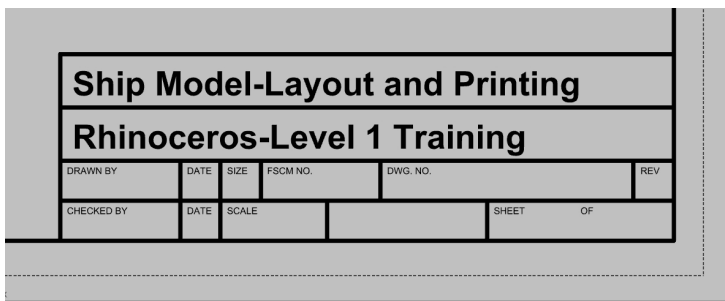 Ship Model-Layout and Printing
Rhinoceros-Level 1 Training
DRAWN BY DATE SIZE FSCM NO. DWG. NO. REV
CHECKED BY DATE SCALE SHEET OF